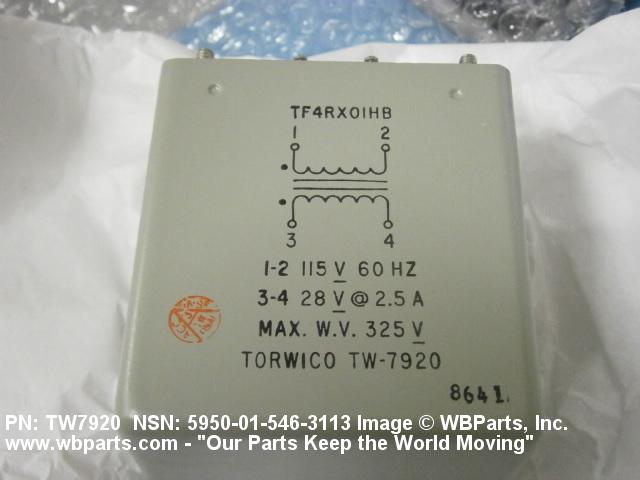 TF4RX01HB
1 2
3 4
1-2 115 V 60 HZ
3-4 28 V @ 2.5 A
MAX. W.V. 325 V
TORWICO TW-7920
8641
PN: TW7920 NSN: 5950-01-546-3113 Image © WBParts, Inc.
www.wbparts.com - "Our Parts Keep the World Moving"